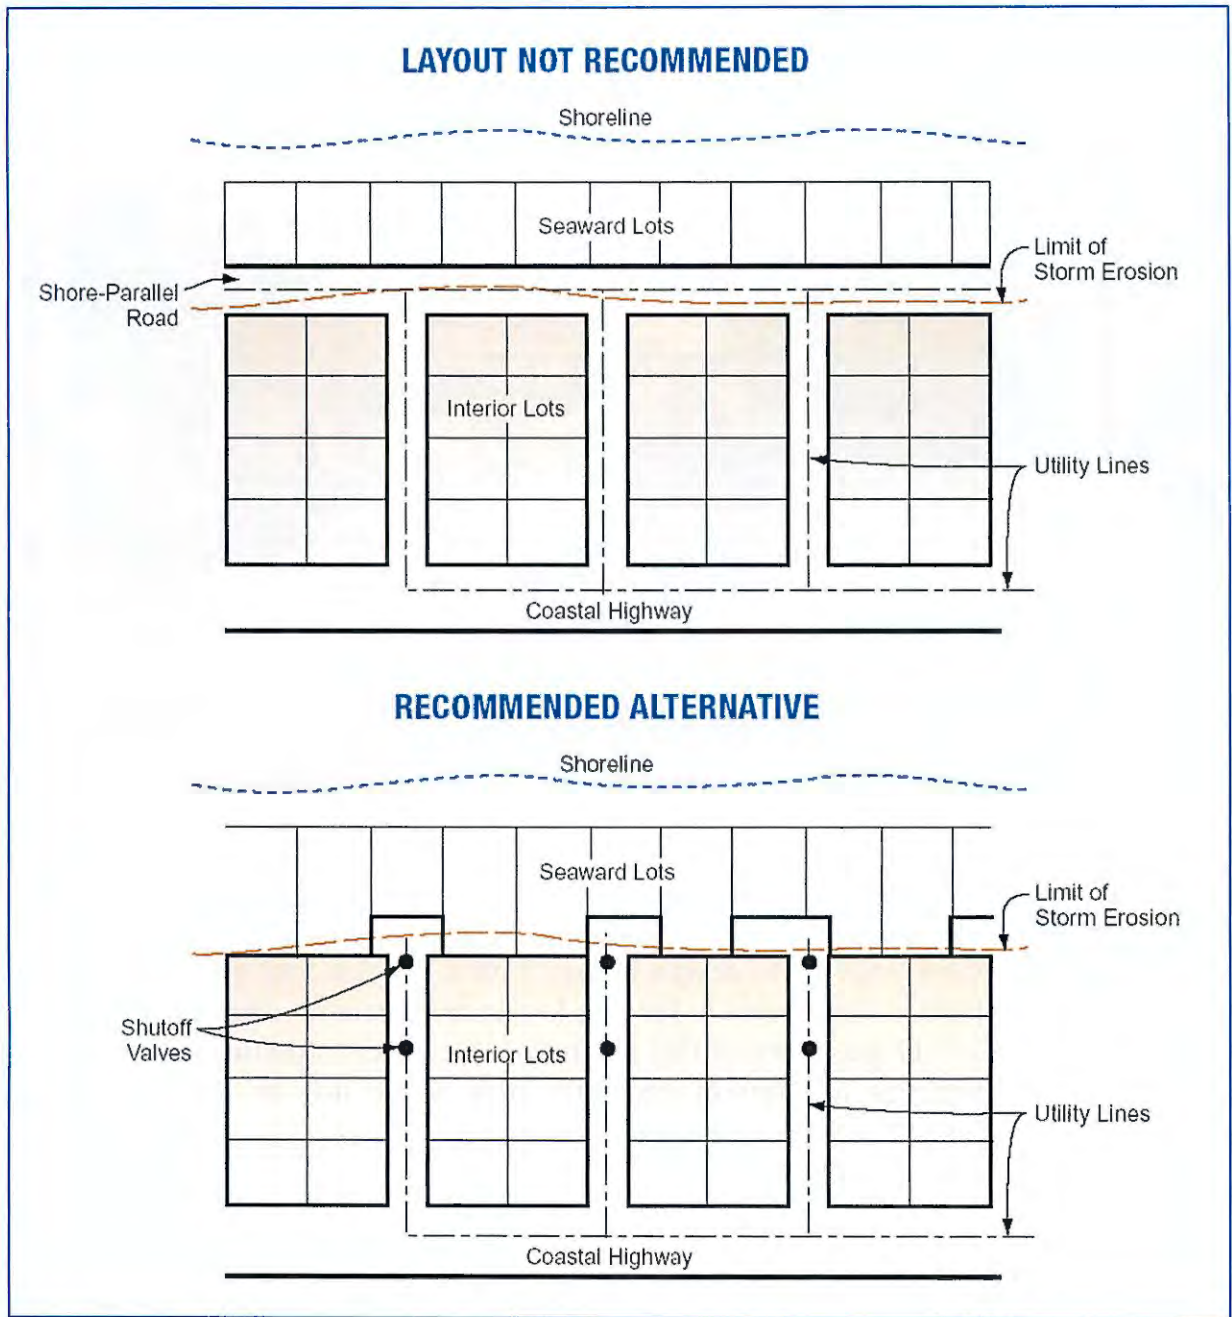 LAYOUT NOT RECOMMENDED
Shoreline
Seaward Lots
Limit of
Storm Erosion
Shore-Parallel
Road
Interior Lots
Utility Lines
Coastal Highway
RECOMMENDED ALTERNATIVE
Shoreline
Seaward Lots
Limit of
Storm Erosion
Shutoff
Valves
Interior Lots
Utility Lines
Coastal Highway